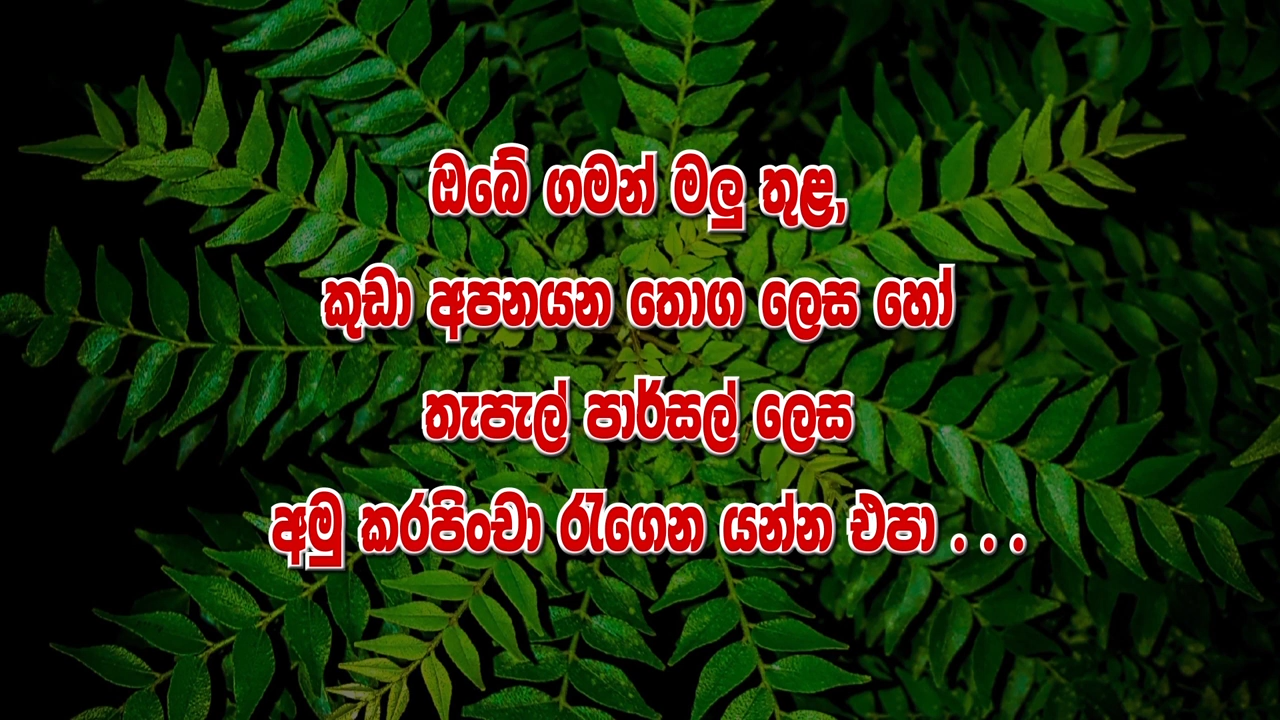 ඔබේ ගමන් මලු තුළ,
කුඩා අපනයන තොග ලෙස හෝ
තැපැල් පාර්සල් ලෙස
අමු කරපිංචා රැගෙන යන්න එපා . . .